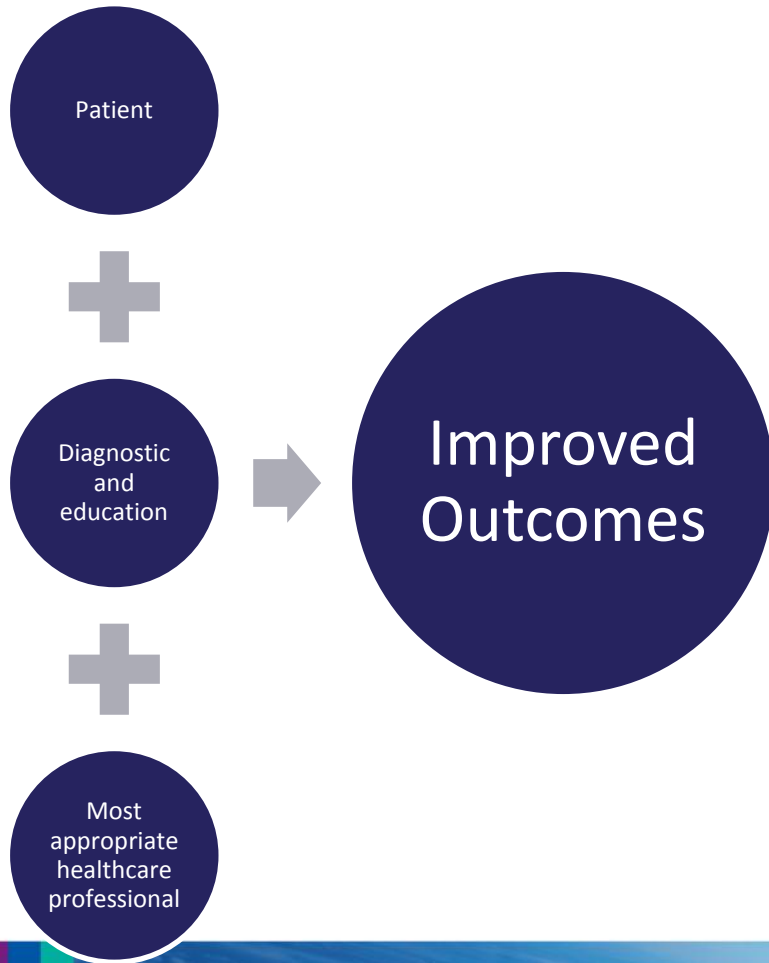 Patient
Diagnostic
and
education
Improved
Outcomes
Most
appropriate
healthcare
professional